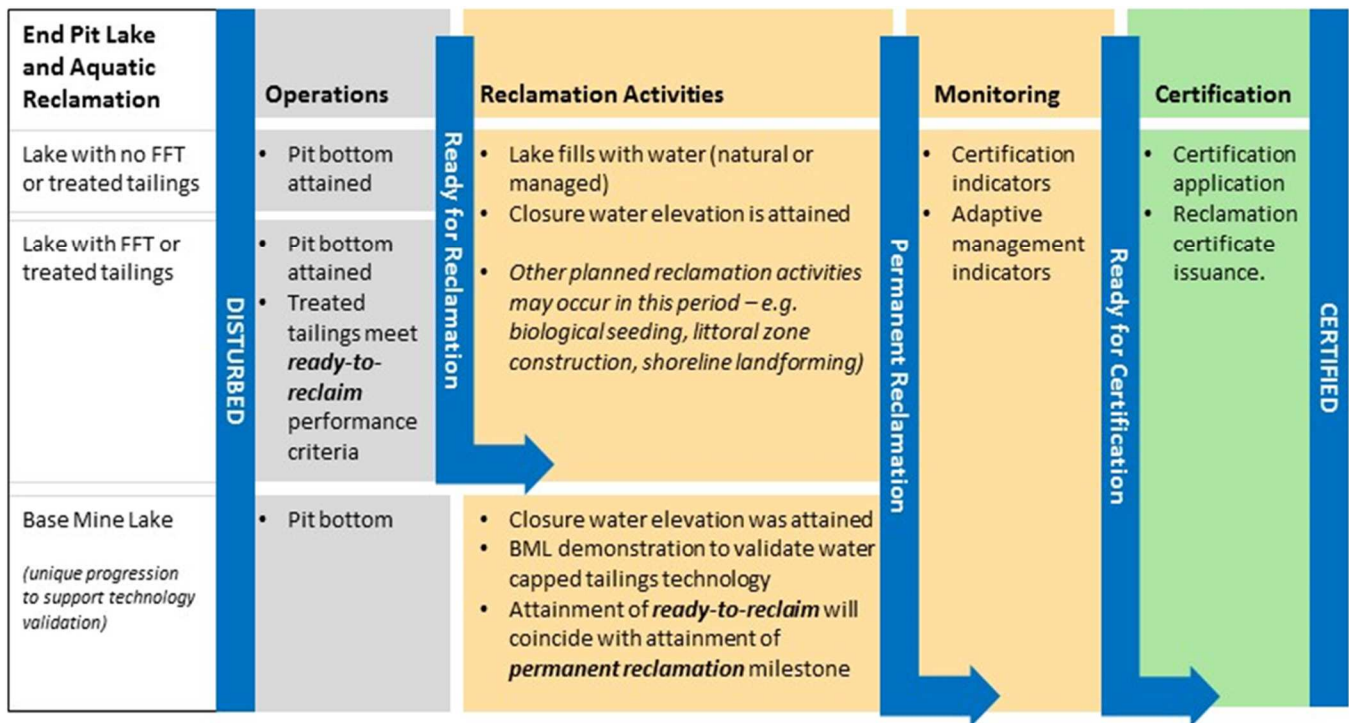 End Pit Lake
and Aquatic
Reclamation
Operations
Reclamation Activities
Monitoring
Certification
Lake with no FFT
or treated tailings
• Pit bottom
attained
• Lake fills with water (natural or
managed)
• Closure water elevation is attained
• Other planned reclamation activities
may occur in this period – e.g.
biological seeding, littoral zone
construction, shoreline landforming)
• Certification
indicators
• Adaptive
management
indicators
• Certification
application
• Reclamation
certificate
issuance.
Lake with FFT or
treated tailings
• Pit bottom
attained
• Treated
tailings meet
ready-to-
reclaim
performance
criteria
Base Mine Lake
(unique progression
to support technology
validation)
• Pit bottom
• Closure water elevation was attained
• BML demonstration to validate water
capped tailings technology
• Attainment of ready-to-reclaim will
coincide with attainment of
permanent reclamation milestone
DISTURBED
Ready for Reclamation
Permanent Reclamation
Ready for Certification
CERTIFIED